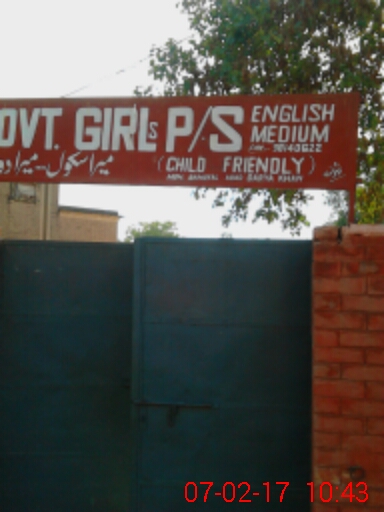 OVT. GIRLS P/S ENGLISH
MEDIUM
میرا سکول ۔ میرا
(CHILD FRIENDLY)
07-02-17 10:43